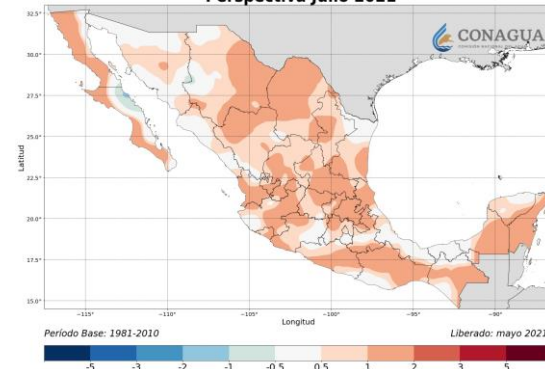 Perspectiva Julio 2021
CONAGUA
32.5°
30.0°
27.5°
25.0°
22.5°
20.0°
17.5°
15.0°
Latitud
−115°
−110°
−105°
−100°
−95°
−90°
Longitud
Período Base: 1981-2010
Liberado: mayo 2021
-5 -3 -2 -1 -0.5 0.5 1 2 3 5